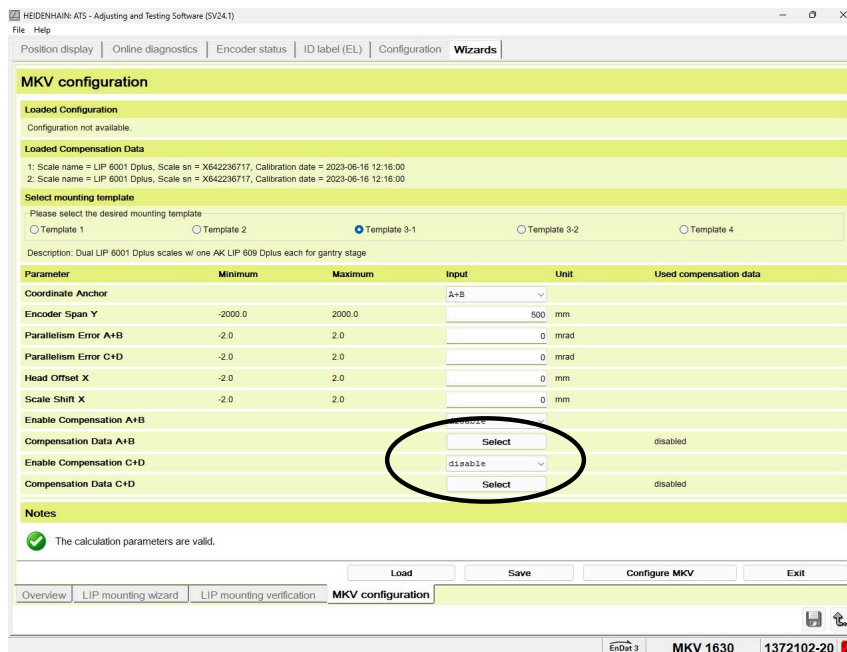 HEIDENHAIN: ATS - Adjusting and Testing Software (SV24.1)
File Help
Position display Online diagnostics Encoder status ID label (EL) Configuration Wizards
MKV configuration
Loaded Configuration
Configuration not available.
Loaded Compensation Data
1: Scale name = LIP 6001 Dplus, Scale sn = X642236717, Calibration date = 2023-06-16 12:16:00
2: Scale name = LIP 6001 Dplus, Scale sn = X642236717, Calibration date = 2023-06-16 12:16:00
Select mounting template
Please select the desired mounting template
Template 1 Template 2 Template 3-1 Template 3-2 Template 4
Description: Dual LIP 6001 Dplus scales w/ one AK LIP 609 Dplus each for gantry stage
Parameter Minimum Maximum Input Unit Used compensation data
Coordinate Anchor A+B
Encoder Span Y -2000.0 2000.0 500 mm
Parallelism Error A+B -2.0 2.0 0 mrad
Parallelism Error C+D -2.0 2.0 0 mrad
Head Offset X -2.0 2.0 0 mm
Scale Shift X -2.0 2.0 0 mm
Enable Compensation A+B disable
Compensation Data A+B Select disabled
Enable Compensation C+D disable
Compensation Data C+D Select disabled
Notes
The calculation parameters are valid.
Load Save Configure MKV Exit
Overview LIP mounting wizard LIP mounting verification MKV configuration
EnDat 3 MKV 1630 1372102-20